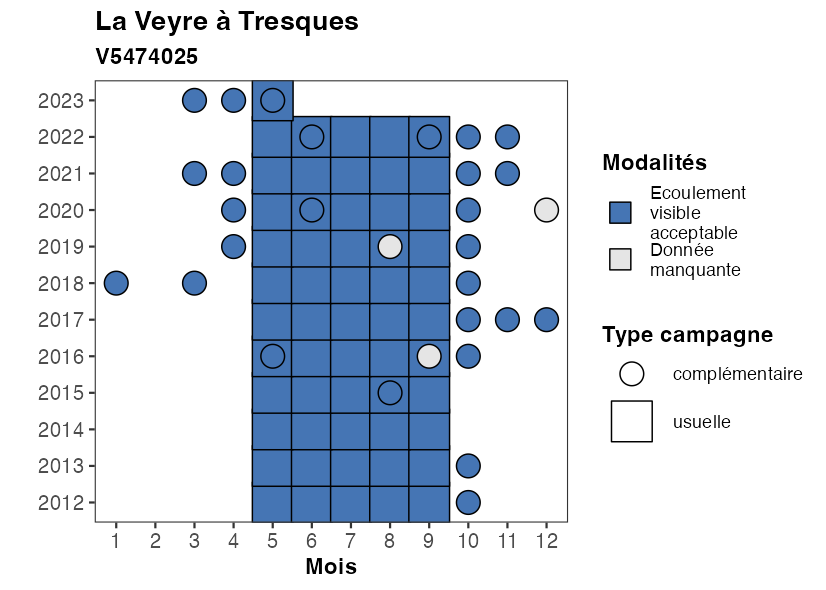 La Veyre à Tresques
V5474025
2023
2022
2021
2020
2019
2018
2017
2016
2015
2014
2013
2012
1 2 3 4 5 6 7 8 9 10 11 12
Mois
Modalités
Ecoulement
visible
acceptable
Donnée
manquante
Type campagne
complémentaire
usuelle